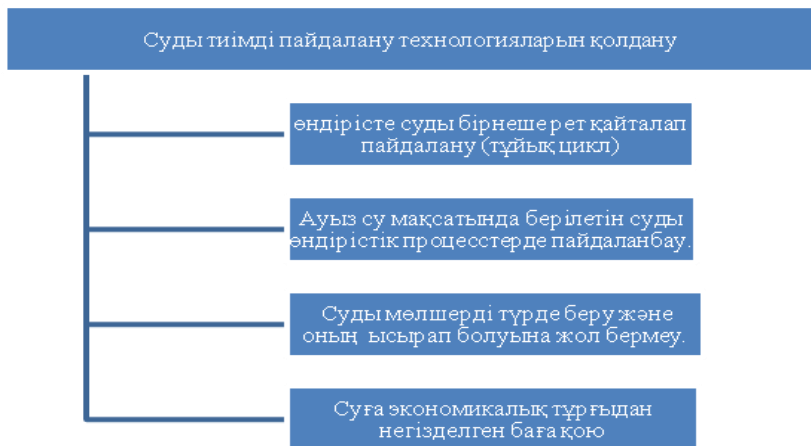 Суды тиімді пайдалану технологияларын қолдану
өндірісте суды бірнеше рет қайталап
пайдалану (тұйық цикл)
Ауыз су мақсатында берілетін суды
өндірістік процесстерде пайдаланбау.
Суды мөлшерді түрде беру және
оның ысырап болуына жол бермеу.
Суға экономикалық тұрғыдан
негізделген баға қою